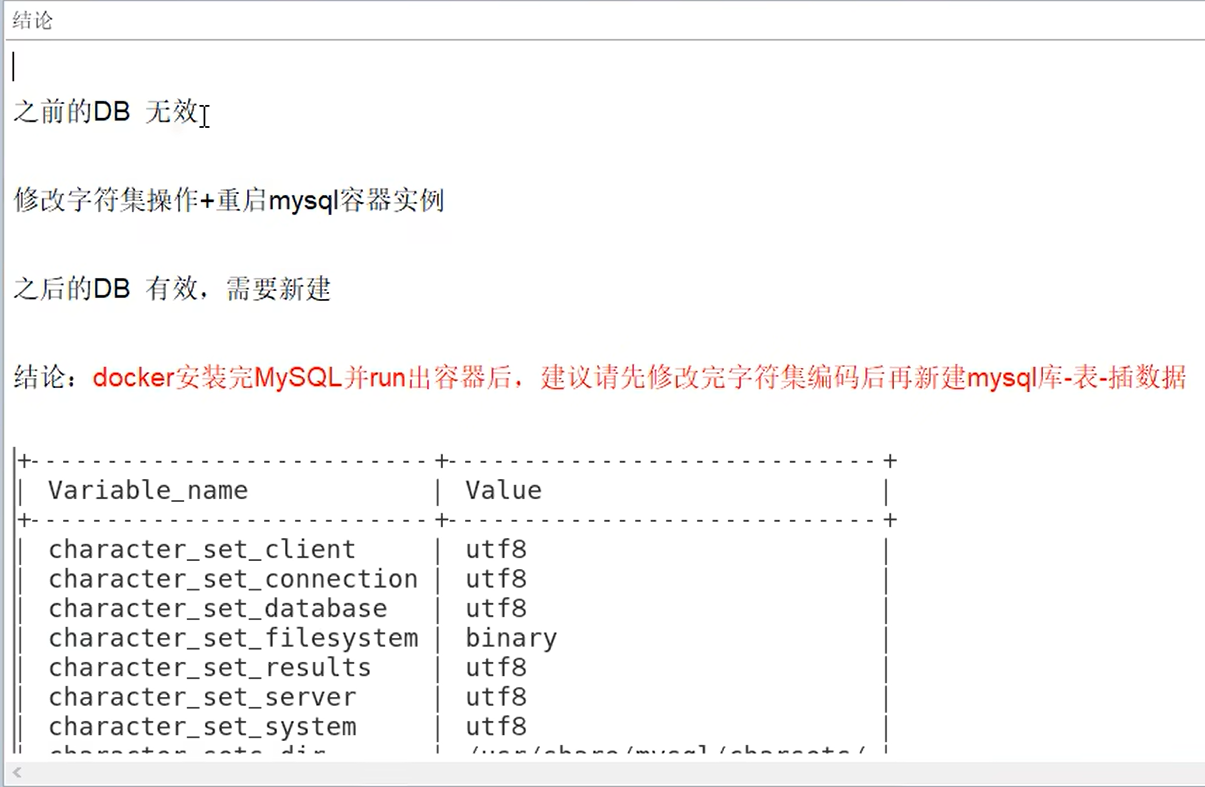 结论
之前的DB 无效
修改字符集操作+重启mysql容器实例
之后的DB 有效，需要新建
结论：docker安装完MySQL并run出容器后，建议请先修改完字符集编码后再新建mysql库-表-插数据
+--------------------------+----------------------------+
| Variable_name | Value |
+--------------------------+----------------------------+
| character_set_client | utf8 |
| character_set_connection | utf8 |
| character_set_database | utf8 |
| character_set_filesystem | binary |
| character_set_results | utf8 |
| character_set_server | utf8 |
| character_set_system | utf8 |
| character_sets_dir | /usr/share/mysql/charsets/ |